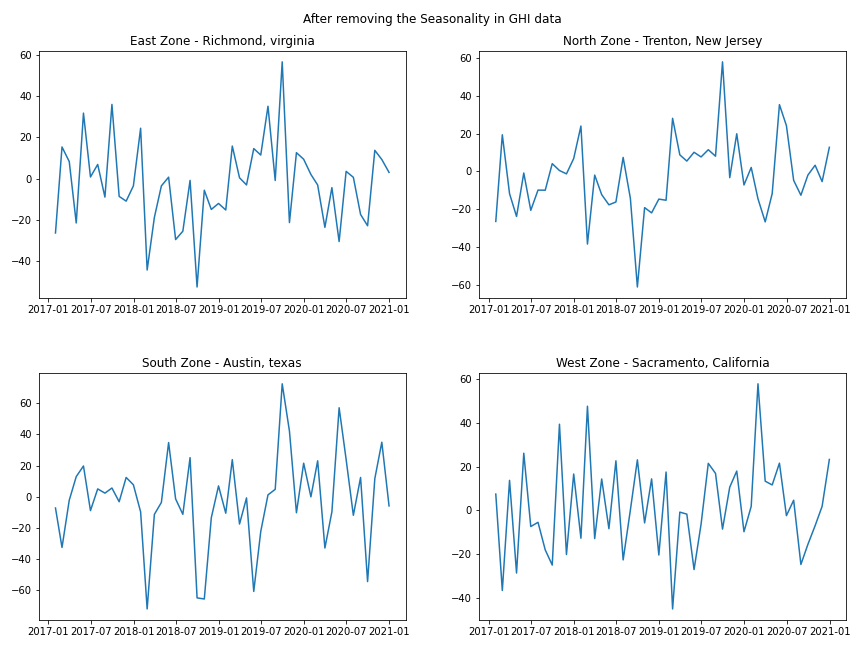 After removing the Seasonality in GHI data
East Zone - Richmond, virginia
60
40
20
0
−20
−40
2017-01 2017-07 2018-01 2018-07 2019-01 2019-07 2020-01 2020-07 2021-01
North Zone - Trenton, New Jersey
60
40
20
0
−20
−40
−60
2017-01 2017-07 2018-01 2018-07 2019-01 2019-07 2020-01 2020-07 2021-01
South Zone - Austin, texas
60
40
20
0
−20
−40
−60
2017-01 2017-07 2018-01 2018-07 2019-01 2019-07 2020-01 2020-07 2021-01
West Zone - Sacramento, California
60
40
20
0
−20
−40
2017-01 2017-07 2018-01 2018-07 2019-01 2019-07 2020-01 2020-07 2021-01